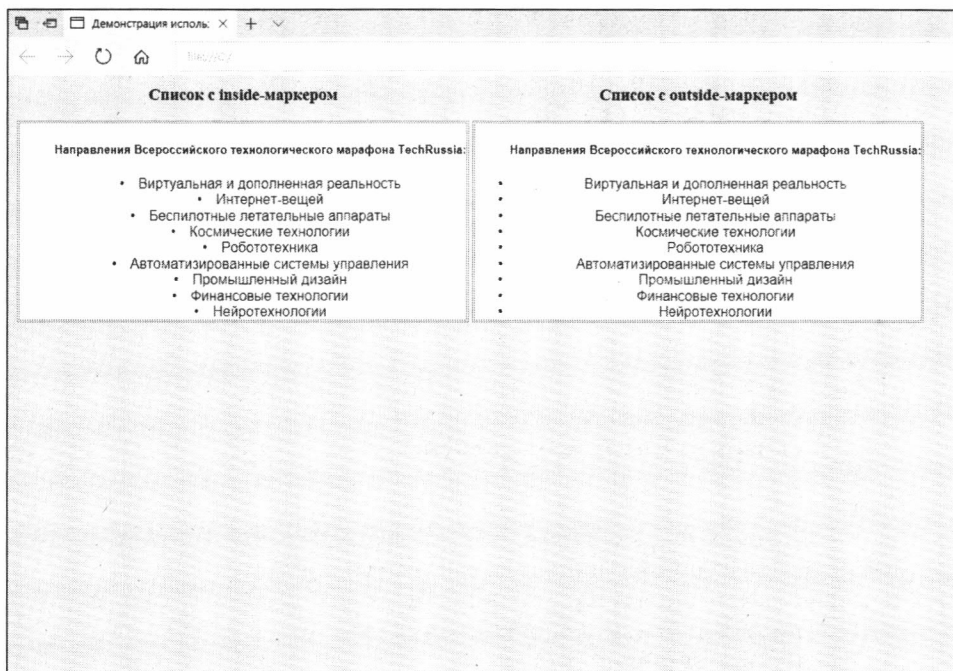 Демонстрация исполь:
Список с inside-маркером
Направления Всероссийского технологического марафона TechRussia:
• Виртуальная и дополненная реальность
• Интернет-вещей
• Беспилотные летательные аппараты
• Космические технологии
• Робототехника
• Автоматизированные системы управления
• Промышленный дизайн
• Финансовые технологии
• Нейротехнологии
Список с outside-маркером
Направления Всероссийского технологического марафона TechRussia:
• Виртуальная и дополненная реальность
• Интернет-вещей
• Беспилотные летательные аппараты
• Космические технологии
• Робототехника
• Автоматизированные системы управления
• Промышленный дизайн
• Финансовые технологии
• Нейротехнологии